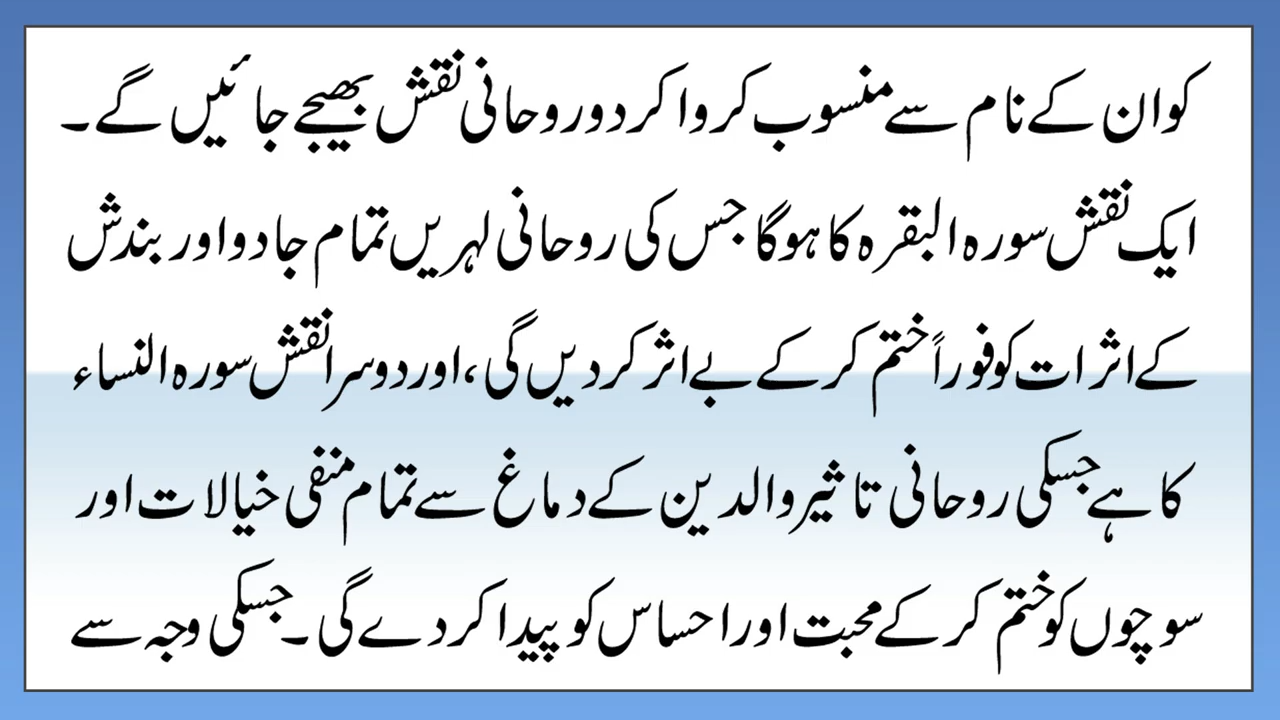 کوان کے نام سے منسوب کروا کر دو روحانی نقش بھیجے جائیں گے۔
ایک نقش سورہ البقرہ کا ہوگا جس کی روحانی لہریں تمام جادو اور بندش
کے اثرات کو فوراً ختم کر کے بے اثر کر دیں گی، اور دوسرا نقش سورہ النساء
کا ہے جسکی روحانی تاثیر والدین کے دماغ سے تمام منفی خیالات اور
سوچوں کو ختم کر کے محبت اور احساس کو پیدا کر دے گی۔ جسکی وجہ سے